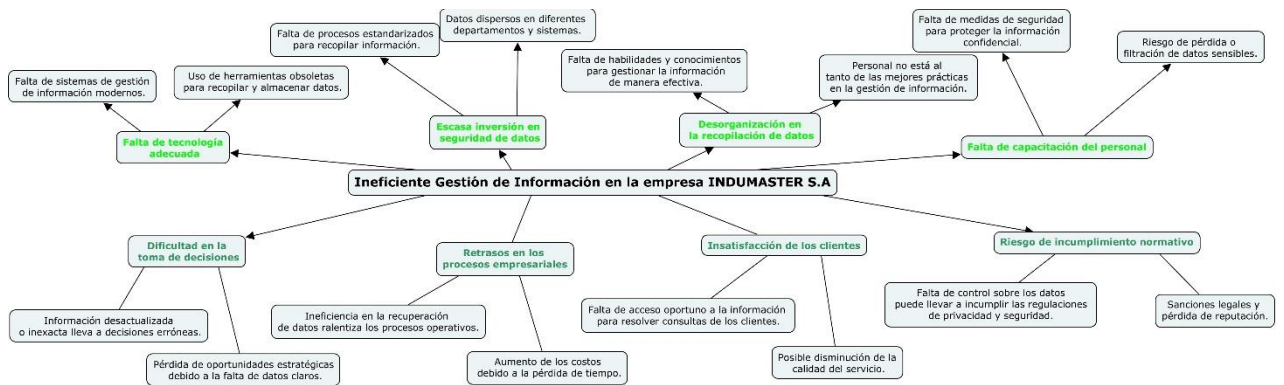 Falta de medidas de seguridad
para proteger la información
confidencial.
Datos dispersos en diferentes
departamentos y sistemas.
Falta de procesos estandarizados
para recopilar información.
Riesgo de pérdida o
filtración de datos sensibles.
Falta de habilidades y conocimientos
para gestionar la información
de manera efectiva.
Personal no está al
tanto de las mejores prácticas
en la gestión de información.
Falta de sistemas de gestión
de información modernos.
Uso de herramientas obsoletas
para recopilar y almacenar datos.
Falta de tecnología
adecuada
Escasa inversión en
seguridad de datos
Desorganización en
la recopilación de datos
Falta de capacitación del personal
Ineficiente Gestión de Información en la empresa INDUMASTER S.A
Dificultad en la
toma de decisiones
Retrasos en los
procesos empresariales
Insatisfacción de los clientes
Riesgo de incumplimiento normativo
Información desactualizada
o inexacta lleva a decisiones erróneas.
Pérdida de oportunidades estratégicas
debido a la falta de datos claros.
Ineficiencia en la recuperación
de datos ralentiza los procesos operativos.
Aumento de los costos
debido a la pérdida de tiempo.
Falta de acceso oportuno a la información
para resolver consultas de los clientes.
Posible disminución de la
calidad del servicio.
Falta de control sobre los datos
puede llevar a incumplir las regulaciones
de privacidad y seguridad.
Sanciones legales y
pérdida de reputación.